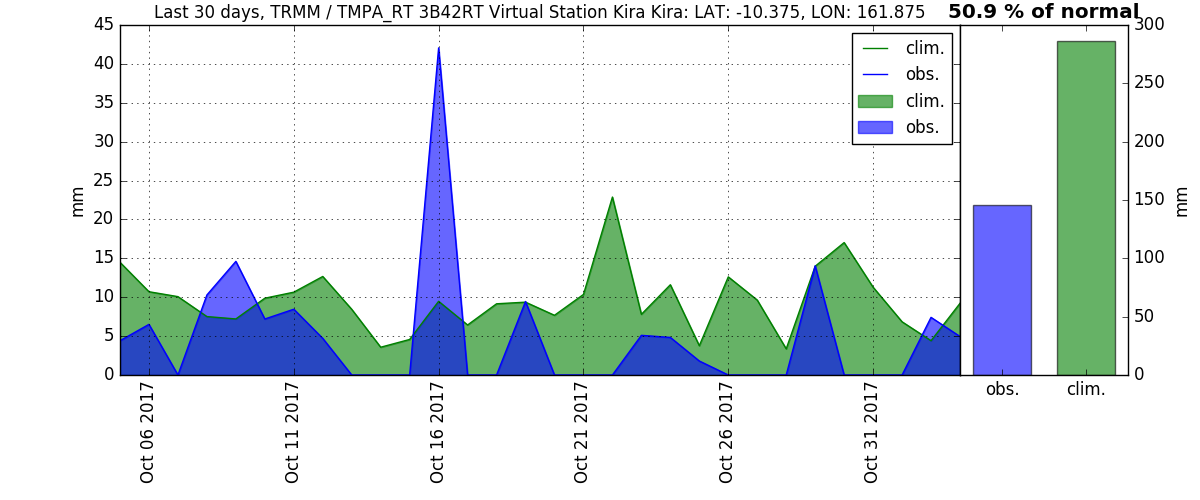 Last 30 days, TRMM / TMPA_RT 3B42RT Virtual Station Kira Kira: LAT: -10.375, LON: 161.875
50.9 % of normal
45
40
35
30
25
20
15
10
5
0
mm
clim.
obs.
clim.
obs.
300
250
200
150
100
50
0
mm
obs.
clim.
Oct 06 2017
Oct 11 2017
Oct 16 2017
Oct 21 2017
Oct 26 2017
Oct 31 2017